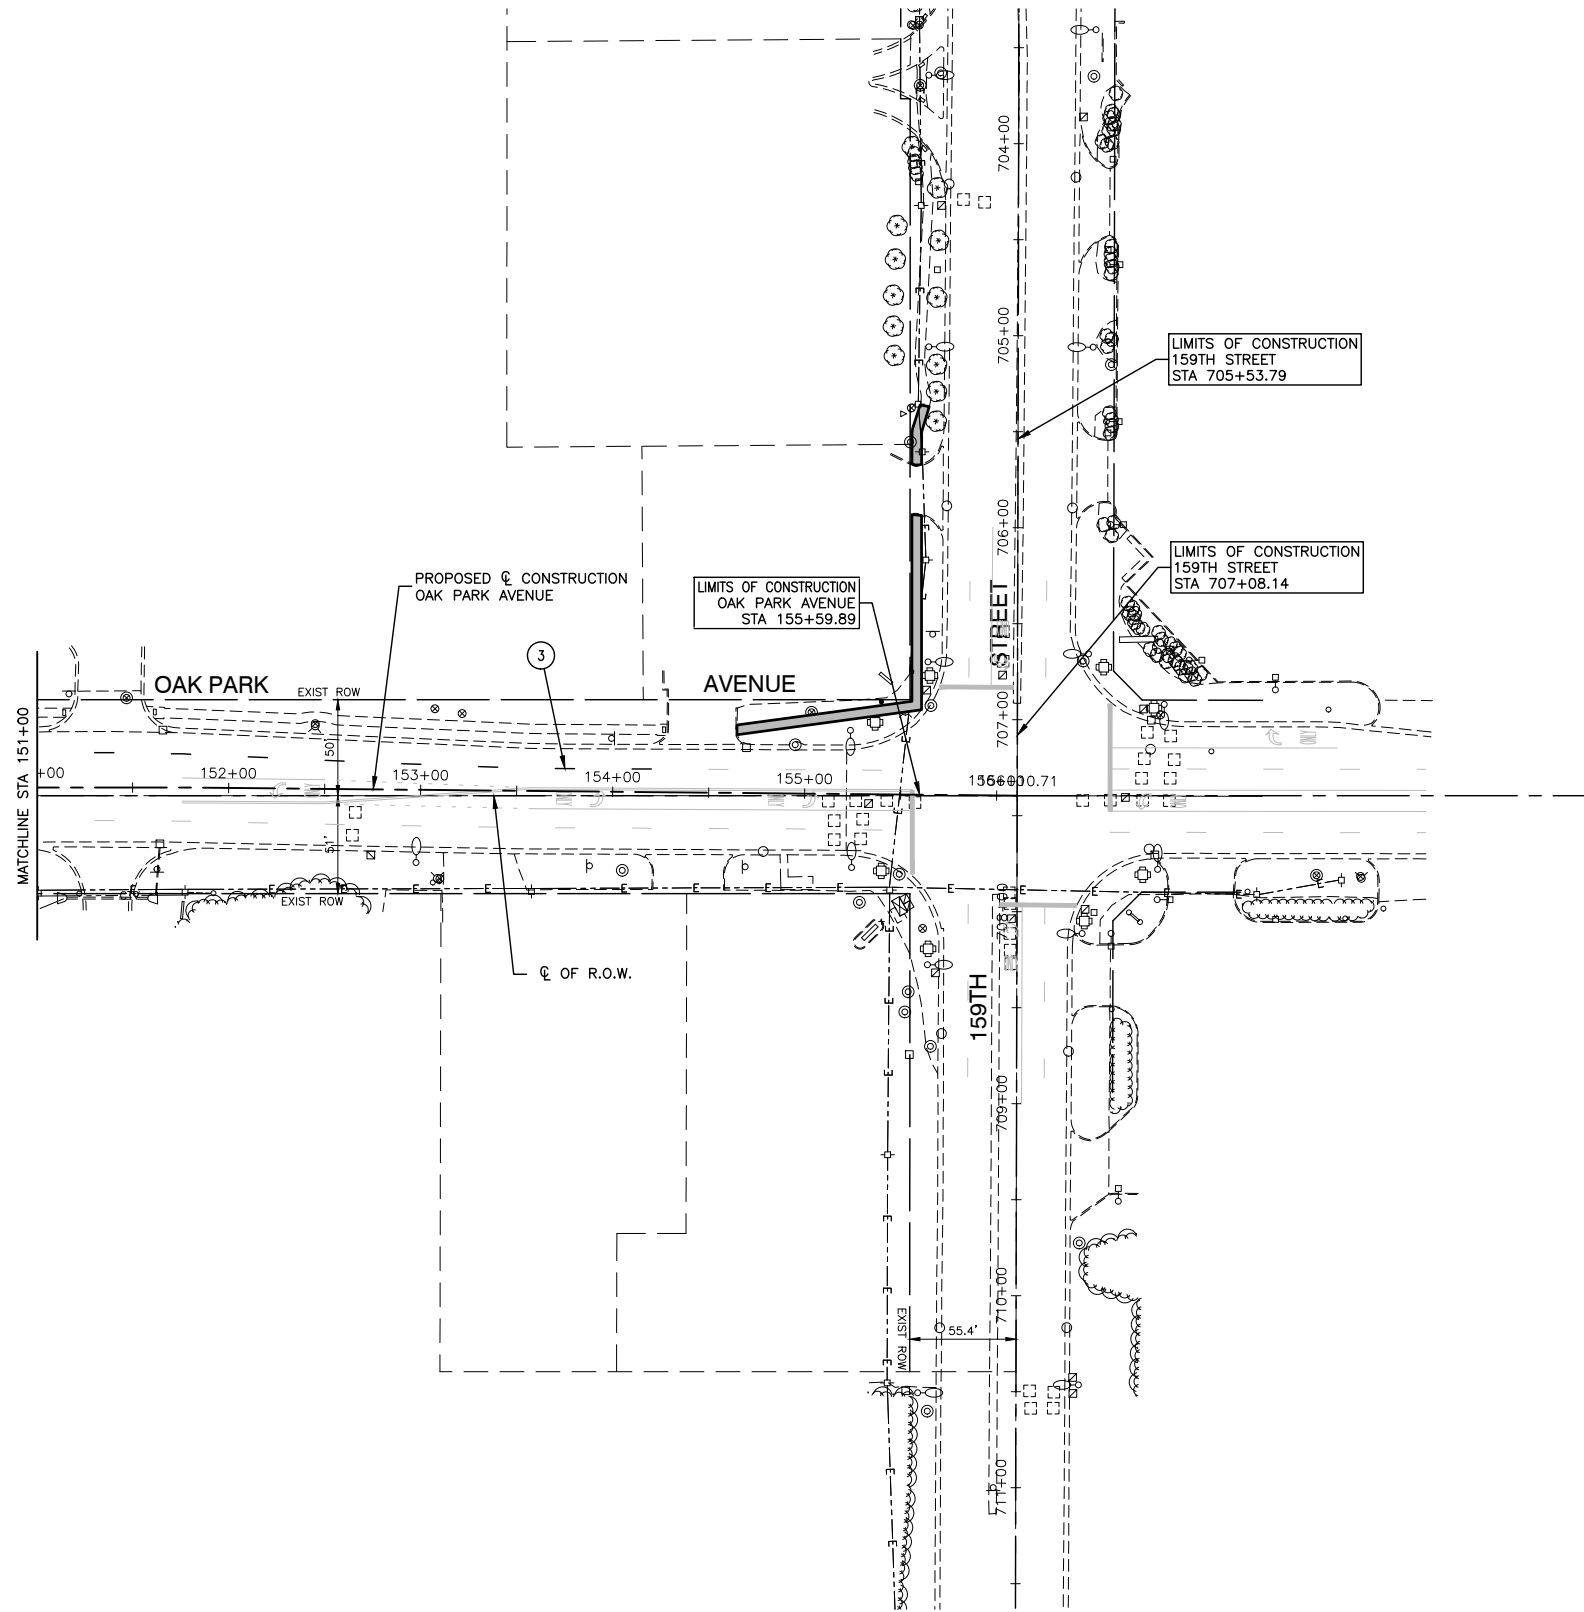 704+00
705+00
LIMITS OF CONSTRUCTION
159TH STREET
STA 705+53.79
706+00
LIMITS OF CONSTRUCTION
159TH STREET
STA 707+08.14
PROPOSED ℄ CONSTRUCTION
OAK PARK AVENUE
LIMITS OF CONSTRUCTION
OAK PARK AVENUE
STA 155+59.89
STREET
3
OAK PARK
AVENUE
EXIST ROW
707+00
ONLY
MATCHLINE STA 151+00
50'
+00
152+00
153+00
154+00
155+00
51'
EXIST ROW
E E E E E E E E E E E
708+00
℄ OF R.O.W.
159TH
709+00
710+00
EXIST ROW
55.4'
711+00